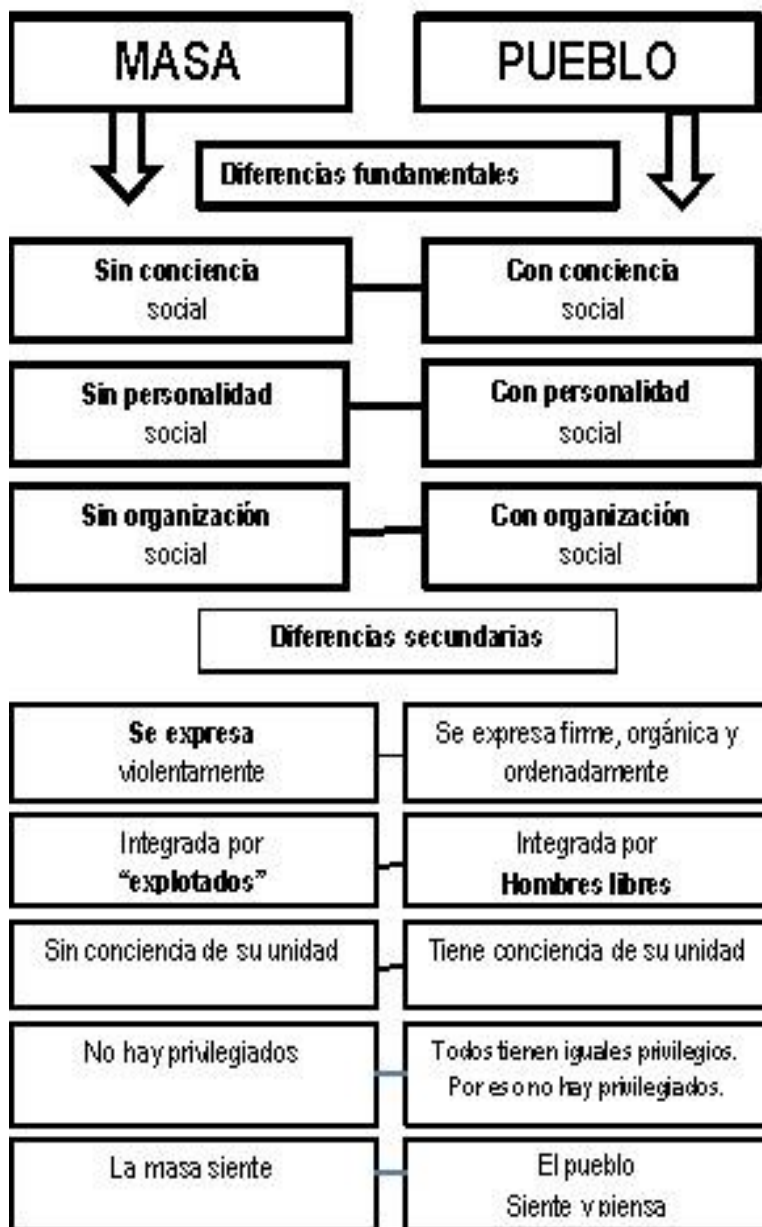 MASA
PUEBLO
Diferencias fundamentales
Sin conciencia
social
Con conciencia
social
Sin personalidad
social
Con personalidad
social
Sin organización
social
Con organización
social
Diferencias secundarias
Se expresa
violentamente
Se expresa firme, orgánica y
ordenadamente
Integrada por
“explotados”
Integrada por
Hombres libres
Sin conciencia de su unidad
Tiene conciencia de su unidad
No hay privilegiados
Todos tienen iguales privilegios.
Por eso no hay privilegiados.
La masa siente
El pueblo
Siente y piensa